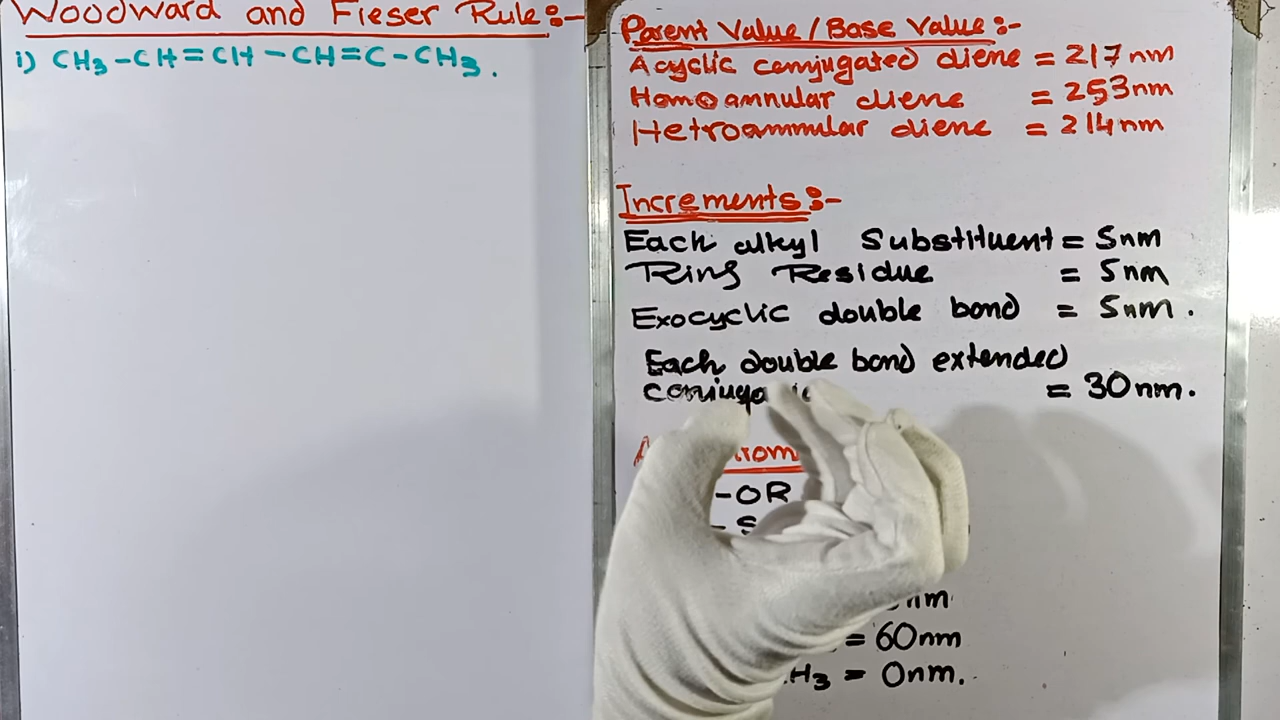 Woodward and Fieser Rule:-
i) CH3-CH=CH-CH=C-CH3.
Parent Value / Base Value:-
Acyclic conjugated diene = 217nm
Homoannular diene = 253nm
Hetroannular diene = 214nm
Increments:-
Each alkyl Substituent = 5nm
Ring Residue = 5nm
Exocyclic double bond = 5nm.
Each double bond extended
= 30nm.
-OR
- S
nm
= 60nm
H3 = 0nm.